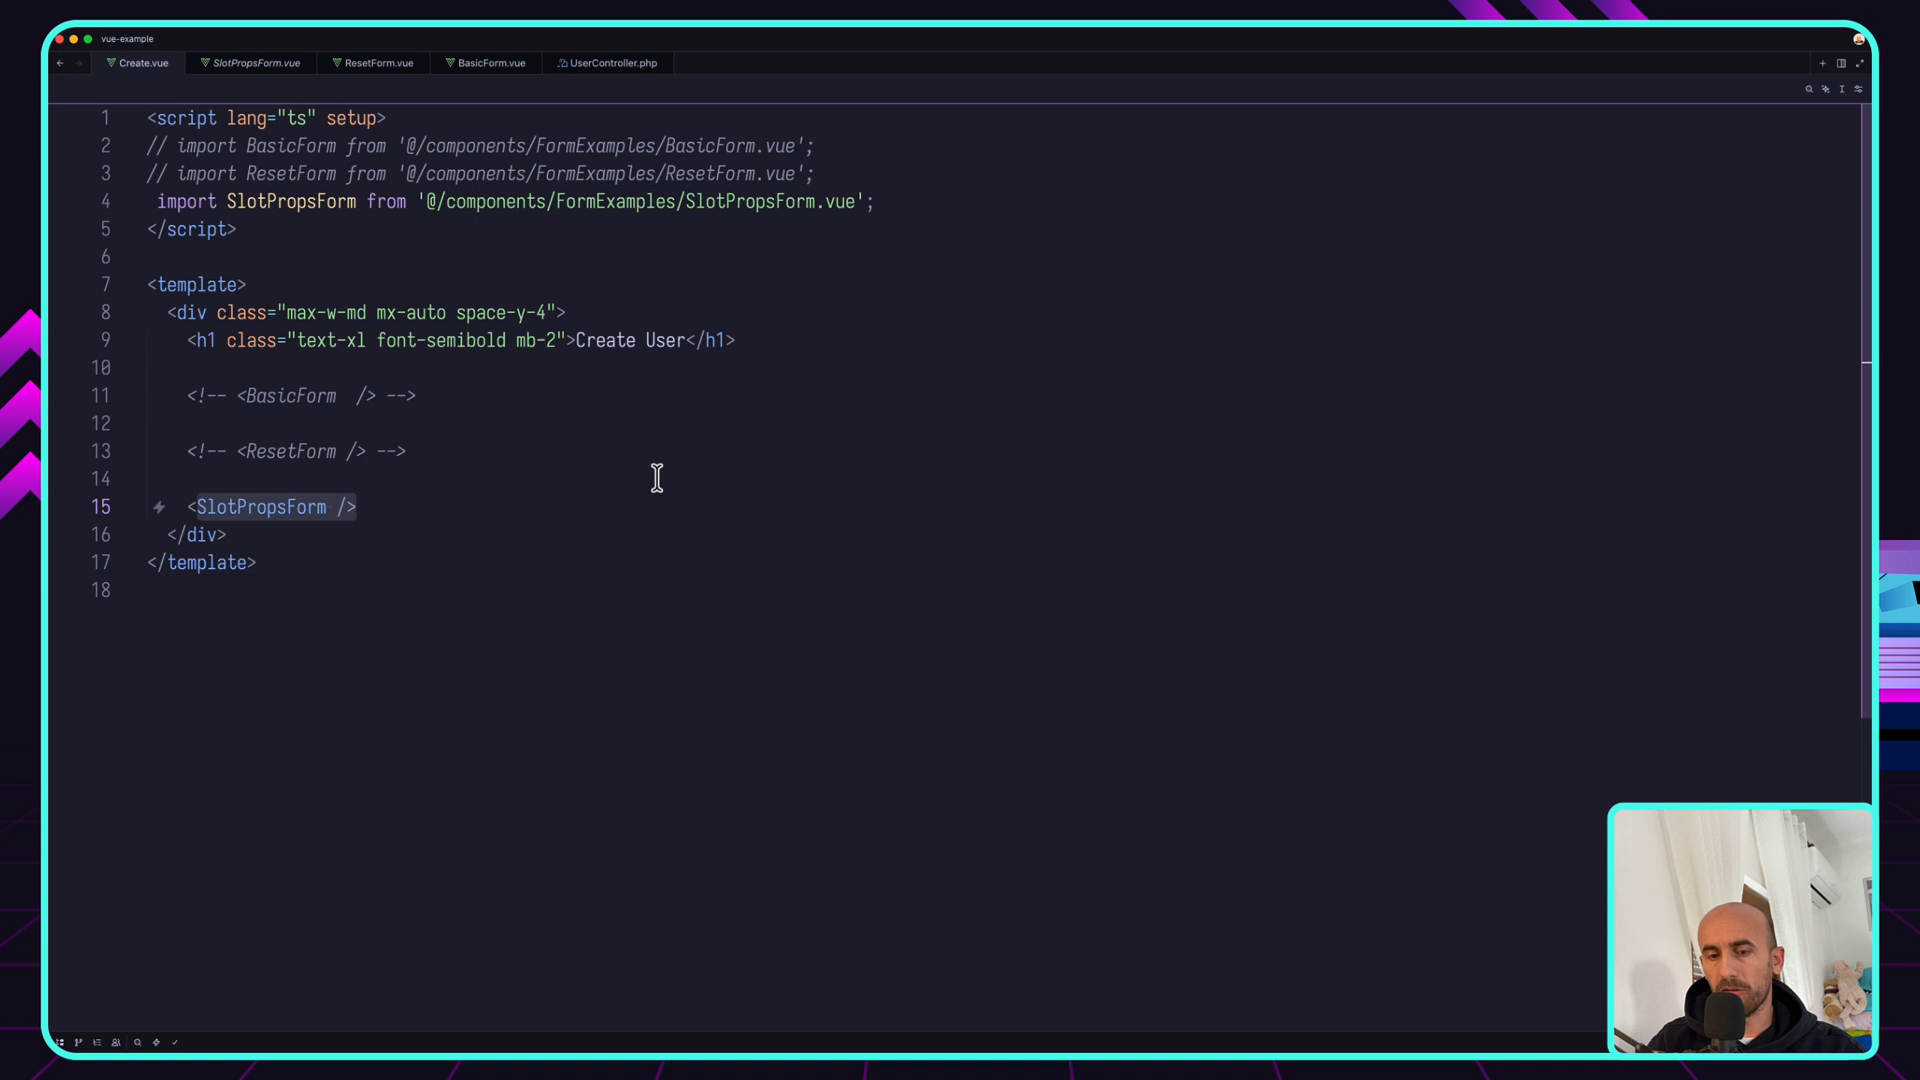 vue-example
Create.vue
SlotPropsForm.vue
ResetForm.vue
BasicForm.vue
UserController.php
1 <script lang="ts" setup>
2 // import BasicForm from '@/components/FormExamples/BasicForm.vue';
3 // import ResetForm from '@/components/FormExamples/ResetForm.vue';
4 import SlotPropsForm from '@/components/FormExamples/SlotPropsForm.vue';
5 </script>
6
7 <template>
8 <div class="max-w-md mx-auto space-y-4">
9 <h1 class="text-xl font-semibold mb-2">Create User</h1>
10
11 <!-- <BasicForm  /> -->
12
13 <!-- <ResetForm /> -->
14
15 <SlotPropsForm />
16 </div>
17 </template>
18